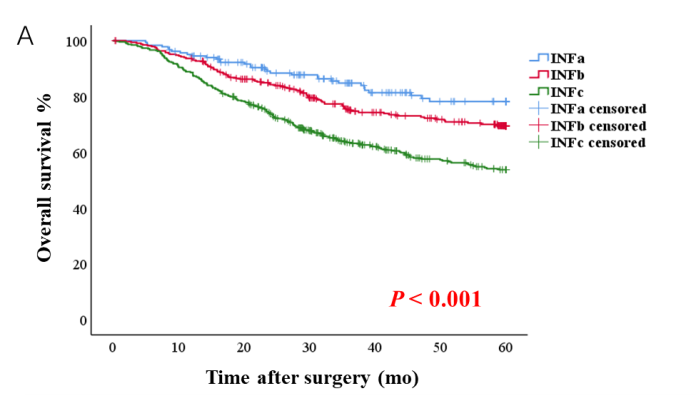 A
Overall survival %
100
80
60
40
20
0
INFa
INFb
INFc
INFa censored
INFb censored
INFc censored
P < 0.001
0 10 20 30 40 50 60
Time after surgery (mo)